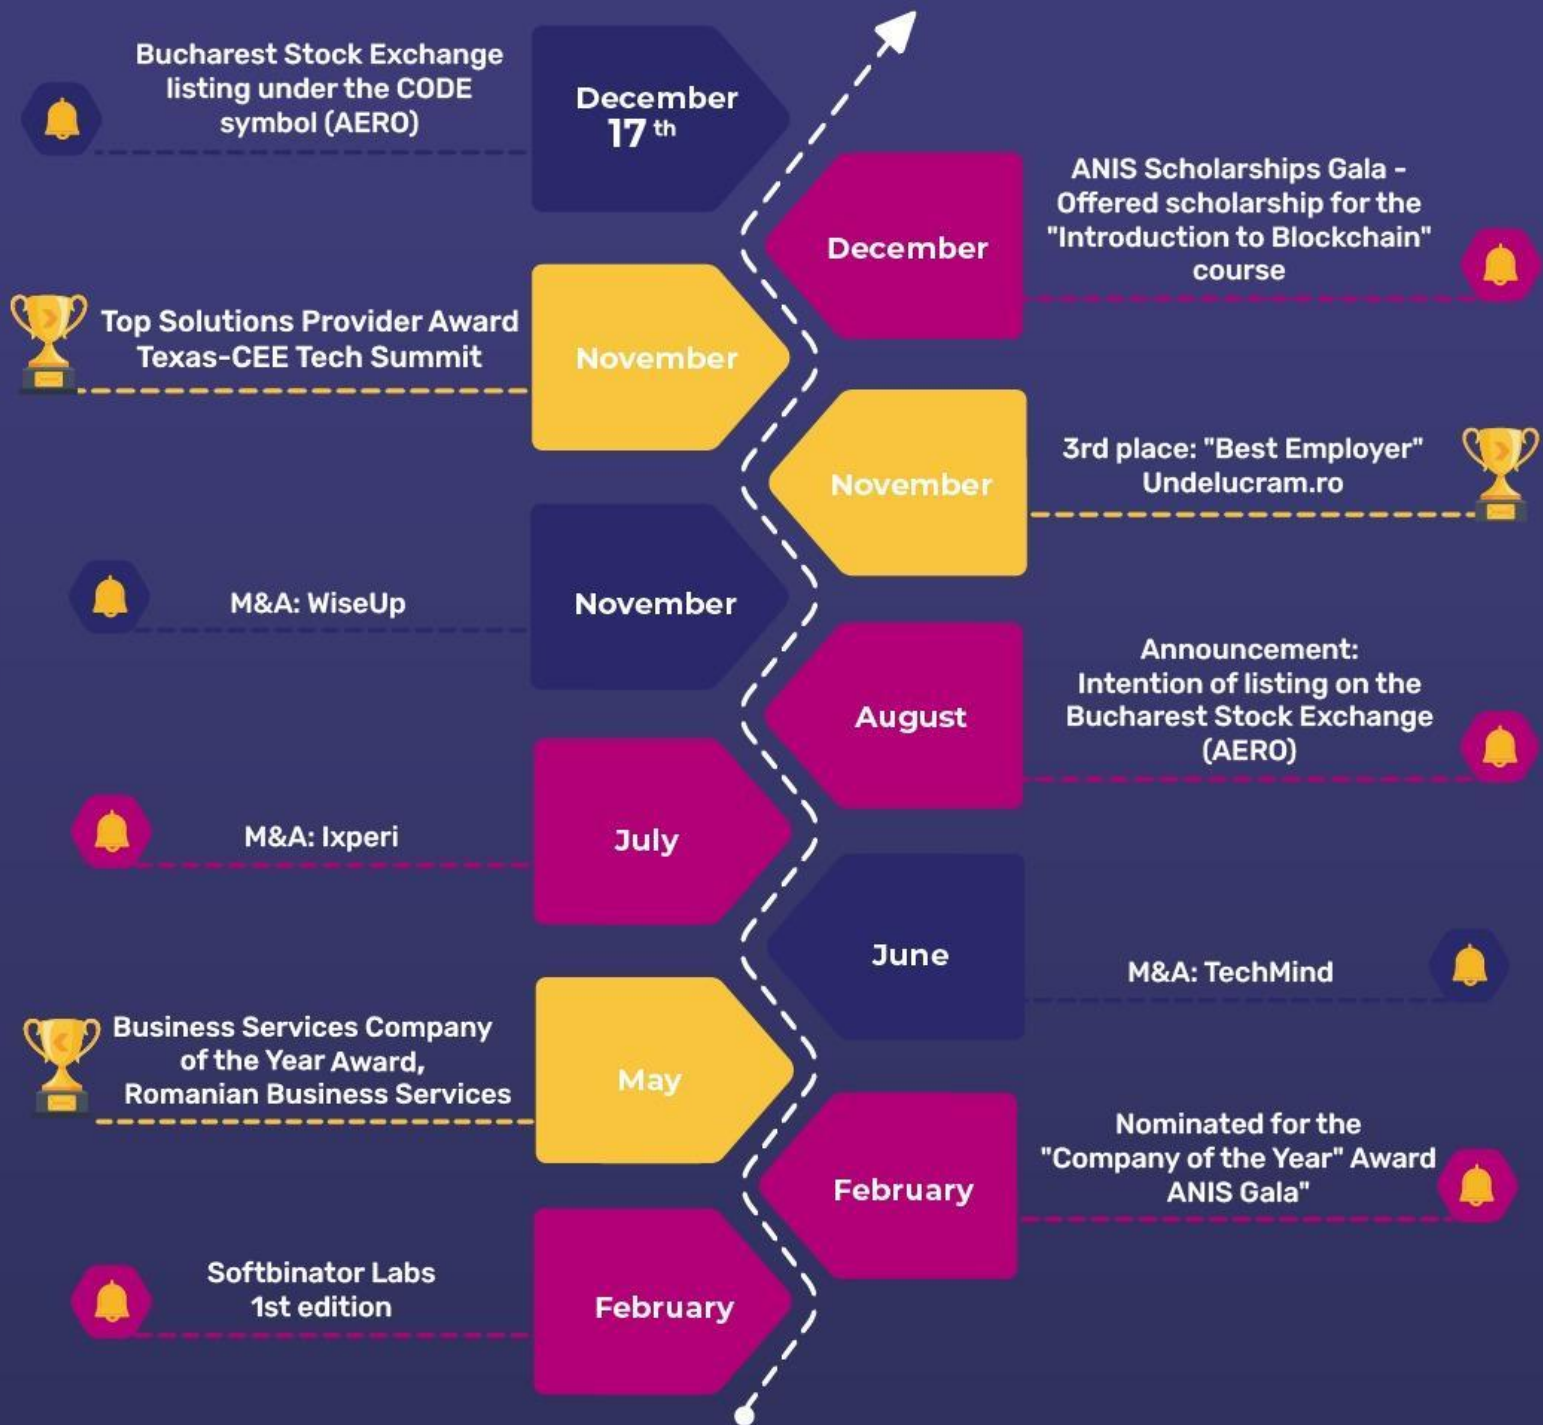 Bucharest Stock Exchange
listing under the CODE
symbol (AERO)
December
17 th
ANIS Scholarships Gala -
Offered scholarship for the
"Introduction to Blockchain"
course
December
Top Solutions Provider Award
Texas-CEE Tech Summit
November
3rd place: "Best Employer"
Undelucram.ro
November
M&A: WiseUp
November
Announcement:
Intention of listing on the
Bucharest Stock Exchange
(AERO)
August
M&A: Ixperi
July
M&A: TechMind
June
Business Services Company
of the Year Award,
Romanian Business Services
May
Nominated for the
"Company of the Year" Award
ANIS Gala"
February
Softbinator Labs
1st edition
February